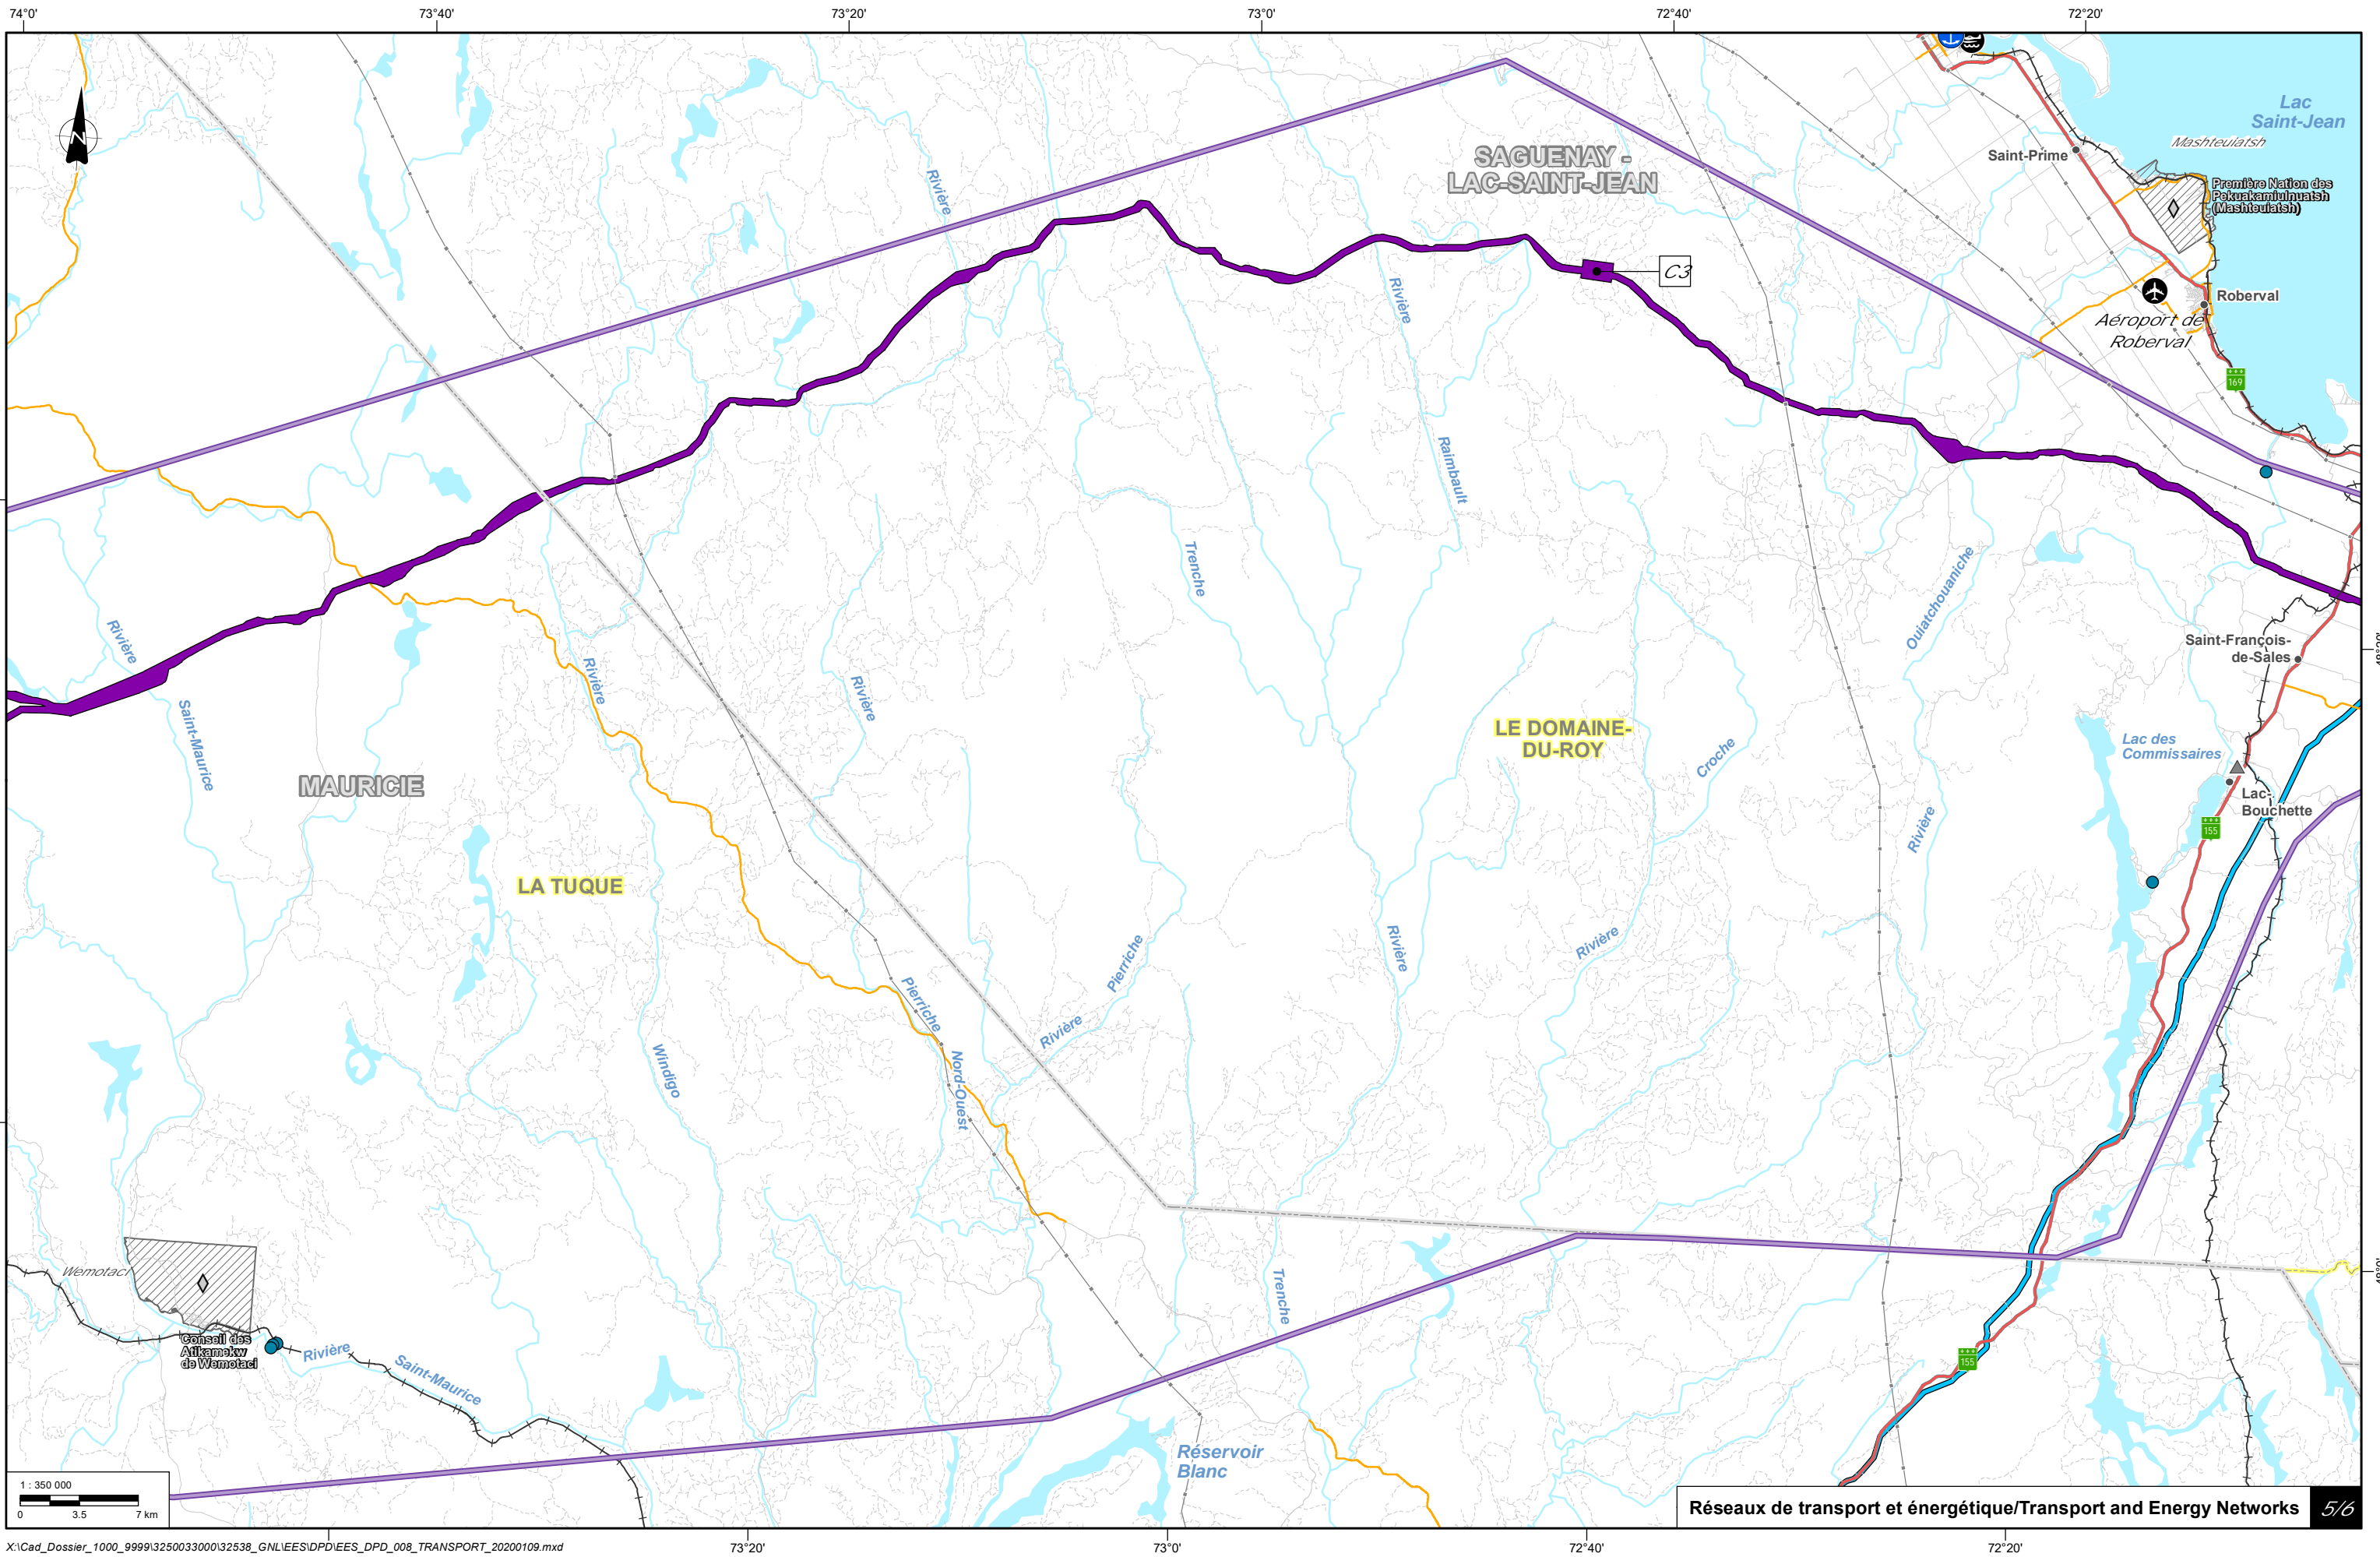 74°0'
73°40'
73°20'
73°0'
72°40'
72°20'
N
Lac
Saint-Jean
Mashteuiatsh
Saint-Prime
Première Nation des
Pekuakamiulnuatsh
(Mashteuiatsh)
SAGUENAY -
LAC-SAINT-JEAN
Rivière
C3
Rivière
Roberval
Aéroport de
Roberval
169
Raimbault
Trenche
Ouiatchouaniche
Rivière
Saint-François-
de-Sales
48°20'
Rivière
Rivière
Saint-Maurice
LE DOMAINE-
DU-ROY
Croche
Lac des
Commissaires
MAURICIE
Lac-
Bouchette
155
Rivière
LA TUQUE
Rivière
Rivière
Pierriche
Pierriche
Rivière
Nord-Ouest
Windigo
Wemotaci
48°0'
Trenche
Conseil des
Atikamekw
de Wemotaci
Rivière
Saint-Maurice
155
Réservoir
Blanc
1 : 350 000
0 3.5 7 km
Réseaux de transport et énergétique/Transport and Energy Networks 5/6
X:\Cad_Dossier_1000_9999\3250033000\32538_GNL\EES\DPD\EES_DPD_008_TRANSPORT_20200109.mxd
73°20'
73°0'
72°40'
72°20'